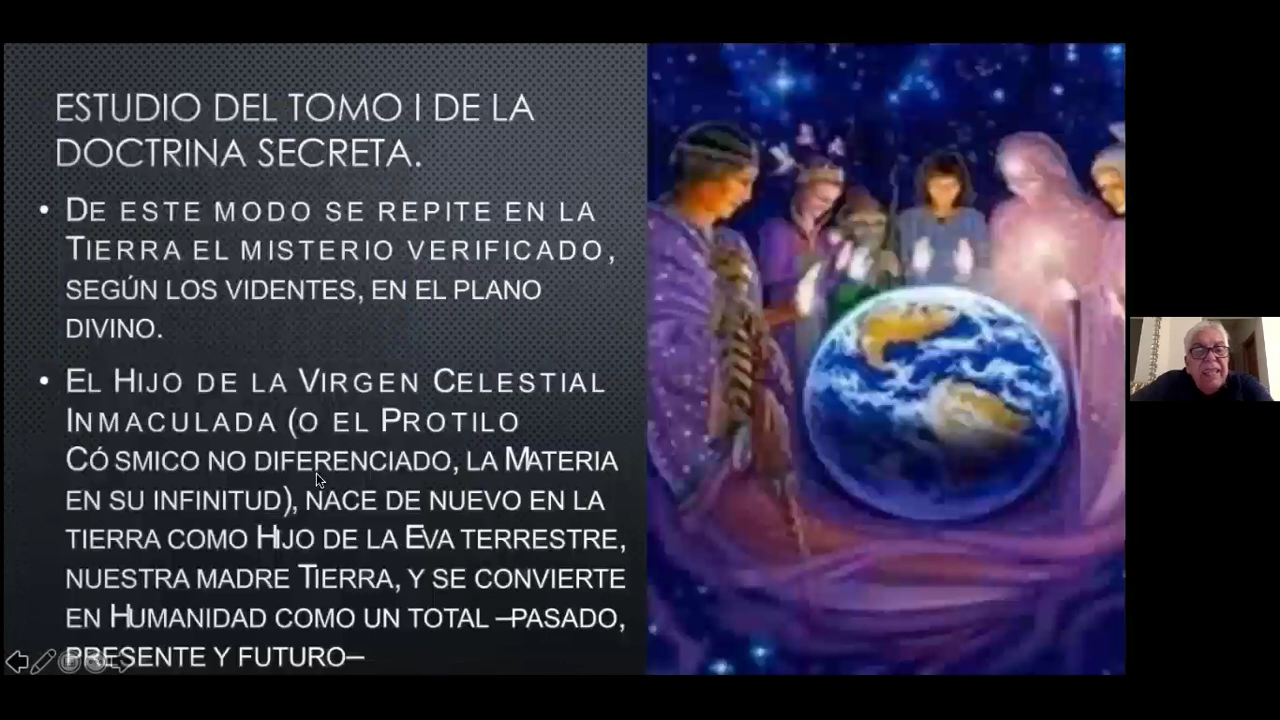 ESTUDIO DEL TOMO I DE LA
DOCTRINA SECRETA.
• DE ESTE MODO SE REPITE EN LA
TIERRA EL MISTERIO VERIFICADO,
SEGÚN LOS VIDENTES, EN EL PLANO
DIVINO.
• EL HIJO DE LA VIRGEN CELESTIAL
INMACULADA (O EL PROTILO
CÓSMICO NO DIFERENCIADO, LA MATERIA
EN SU INFINITUD), NACE DE NUEVO EN LA
TIERRA COMO HIJO DE LA EVA TERRESTRE,
NUESTRA MADRE TIERRA, Y SE CONVIERTE
EN HUMANIDAD COMO UN TOTAL –PASADO,
PRESENTE Y FUTURO–